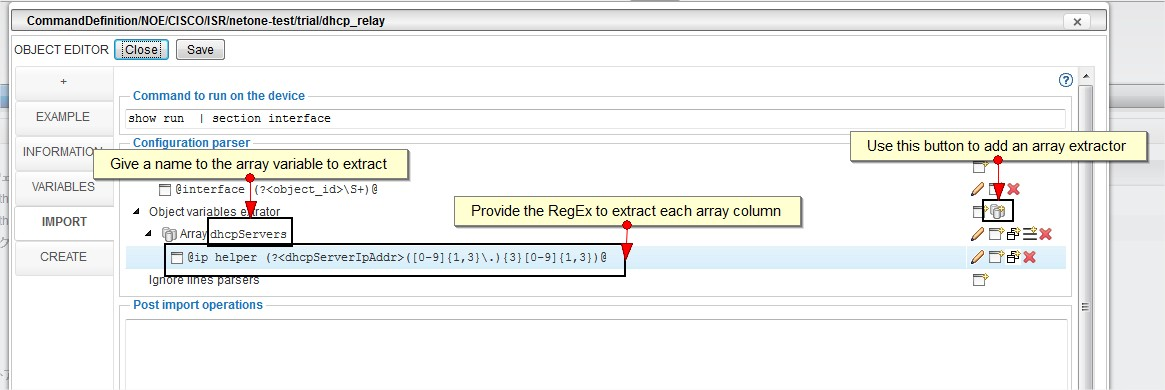 CommandDefinition/NOE/CISCO/ISR/netone-test/trial/dhcp_relay
OBJECT EDITOR Close Save
+
EXAMPLE
INFORMATION
VARIABLES
IMPORT
CREATE
Command to run on the device
show run  | section interface
Configuration parser
Give a name to the array variable to extract
Use this button to add an array extractor
@interface (?<object_id>\S+)@
Object variables extrator
Provide the RegEx to extract each array column
Array dhcpServers
@ip helper (?<dhcpServerIpAddr>([0-9]{1,3}\.){3}[0-9]{1,3})@
Ignore lines parsers
Post import operations